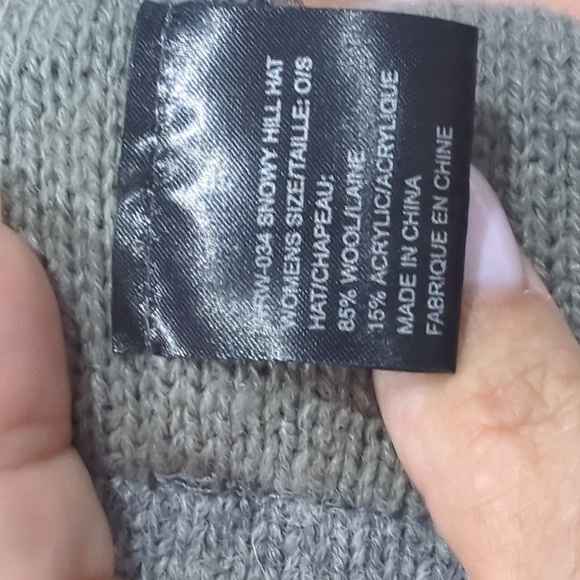 RW-034 SNOWY HILL HAT
WOMENS SIZE/TAILLE: O/S
HAT/CHAPEAU:
85% WOOL/LAINE
15% ACRYLIC/ACRYLIQUE
MADE IN CHINA
FABRIQUE EN CHINE